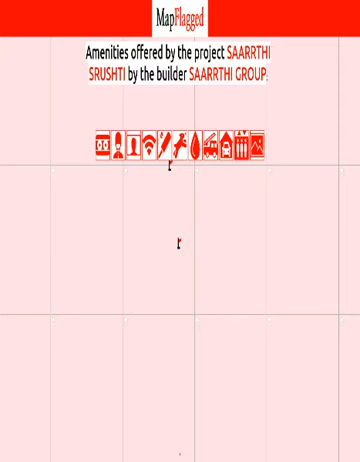 MapFlagged
Amenities offered by the project SAARRTHI
SRUSHTI by the builder SAARRTHI GROUP.
r
r